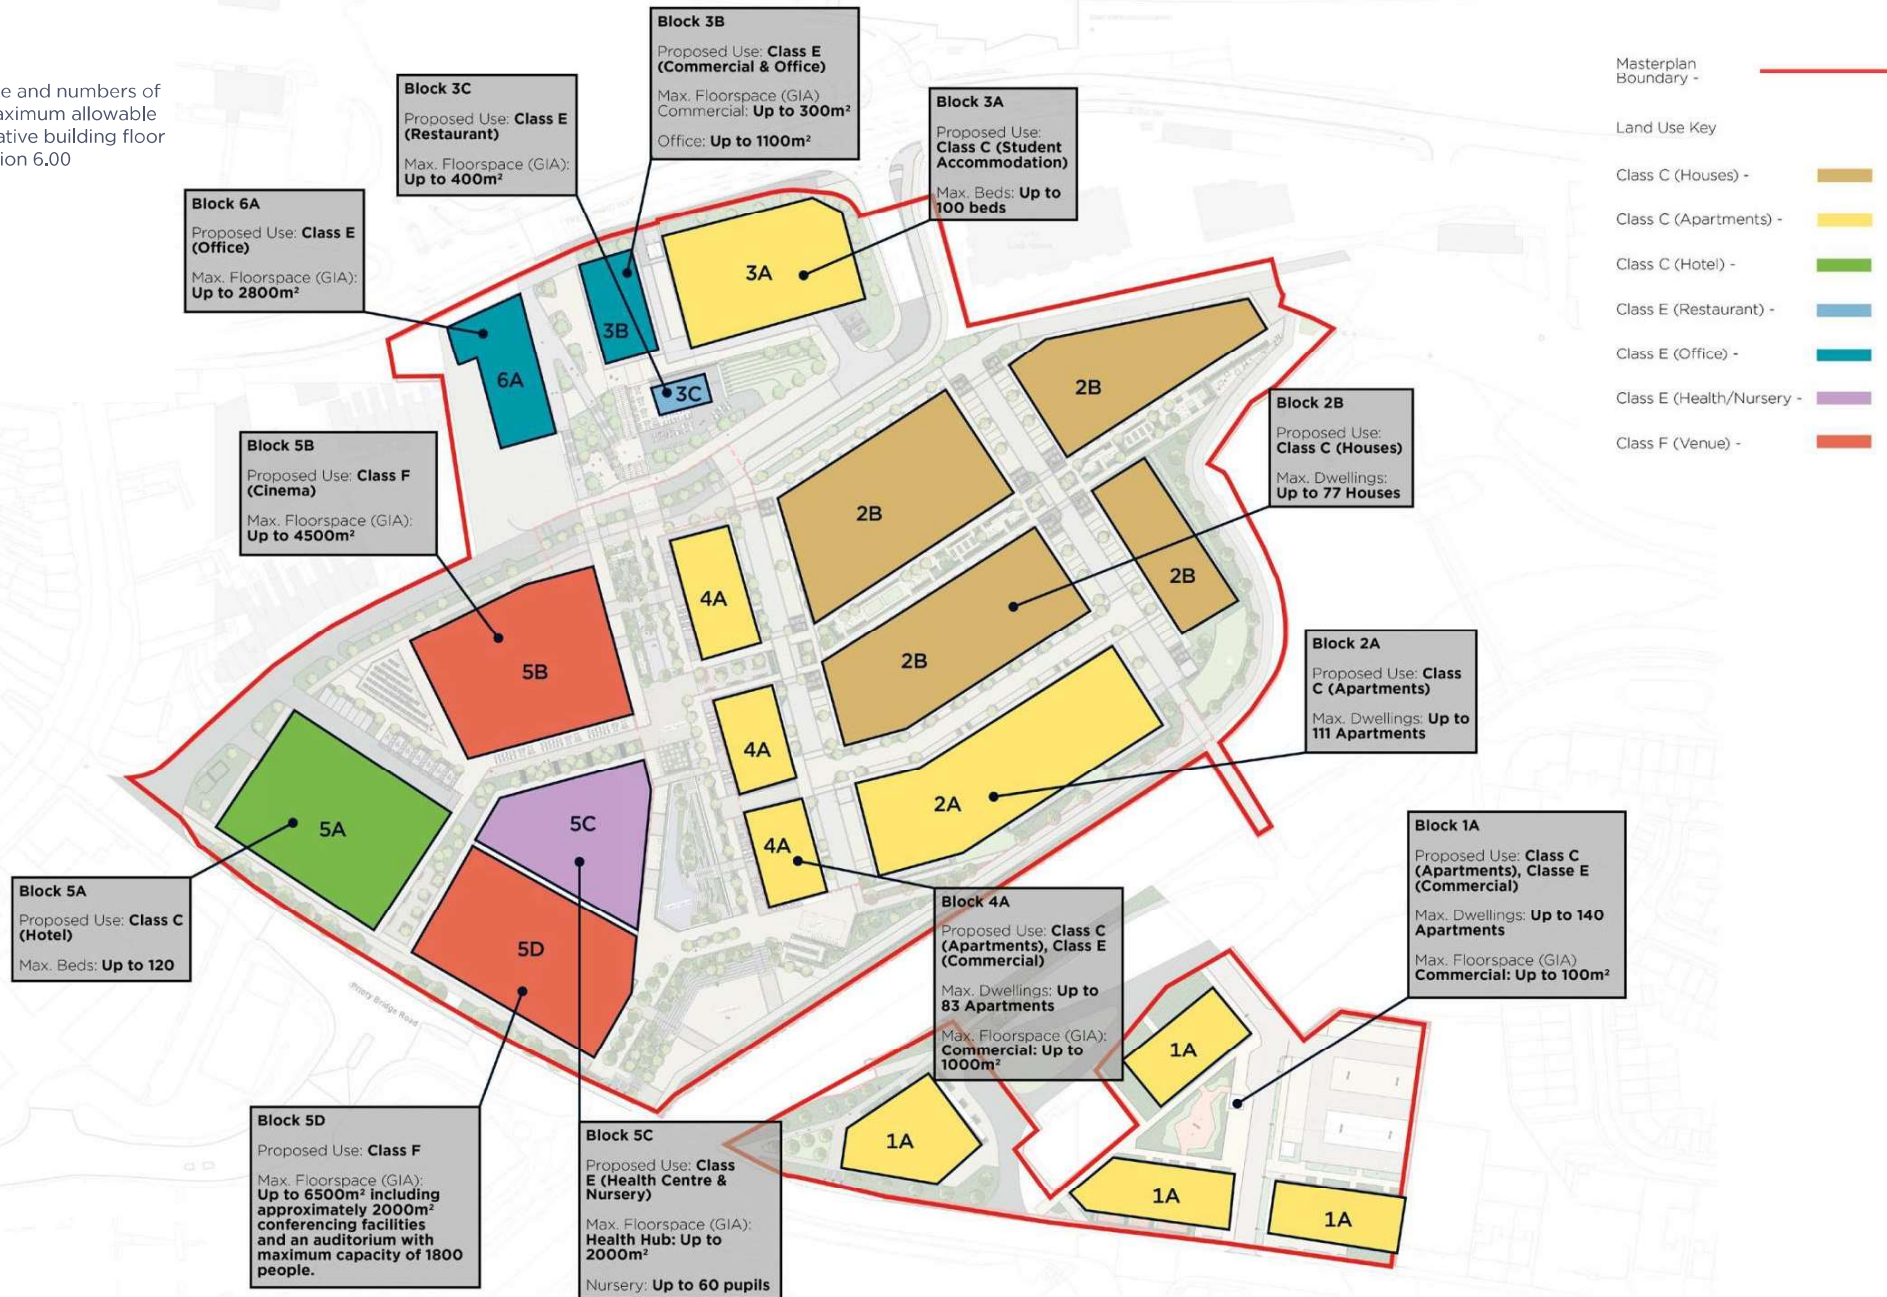 e and numbers of
aximum allowable
ative building floor
ion 6.00
Block 3B
Proposed Use: Class E
(Commercial & Office)
Max. Floorspace (GIA)
Commercial: Up to 300m²
Office: Up to 1100m²
Block 3C
Proposed Use: Class E
(Restaurant)
Max. Floorspace (GIA):
Up to 400m²
Block 3A
Proposed Use:
Class C (Student
Accommodation)
Max. Beds: Up to
100 beds
Block 6A
Proposed Use: Class E
(Office)
Max. Floorspace (GIA):
Up to 2800m²
Masterplan
Boundary -
Land Use Key
Class C (Houses) -
Class C (Apartments) -
Class C (Hotel) -
Class E (Restaurant) -
Class E (Office) -
Class E (Health/Nursery -
Class F (Venue) -
3A
3B
6A
3C
2B
Block 2B
Proposed Use:
Class C (Houses)
Max. Dwellings:
Up to 77 Houses
Block 5B
Proposed Use: Class F
(Cinema)
Max. Floorspace (GIA):
Up to 4500m²
2B
2B
4A
2B
5B
Block 2A
Proposed Use: Class
C (Apartments)
Max. Dwellings: Up to
111 Apartments
4A
2A
5A
5C
4A
Block 1A
Proposed Use: Class C
(Apartments), Classe E
(Commercial)
Max. Dwellings: Up to 140
Apartments
Max. Floorspace (GIA)
Commercial: Up to 100m²
Block 5A
Proposed Use: Class C
(Hotel)
Max. Beds: Up to 120
Block 4A
Proposed Use: Class C
(Apartments), Class E
(Commercial)
Max. Dwellings: Up to
83 Apartments
Max. Floorspace (GIA):
Commercial: Up to
1000m²
5D
Priory Bridge Road
1A
1A
1A
1A
Block 5D
Proposed Use: Class F
Max. Floorspace (GIA):
Up to 6500m² including
approximately 2000m²
conferencing facilities
and an auditorium with
maximum capacity of 1800
people.
Block 5C
Proposed Use: Class
E (Health Centre &
Nursery)
Max. Floorspace (GIA):
Health Hub: Up to
2000m²
Nursery: Up to 60 pupils